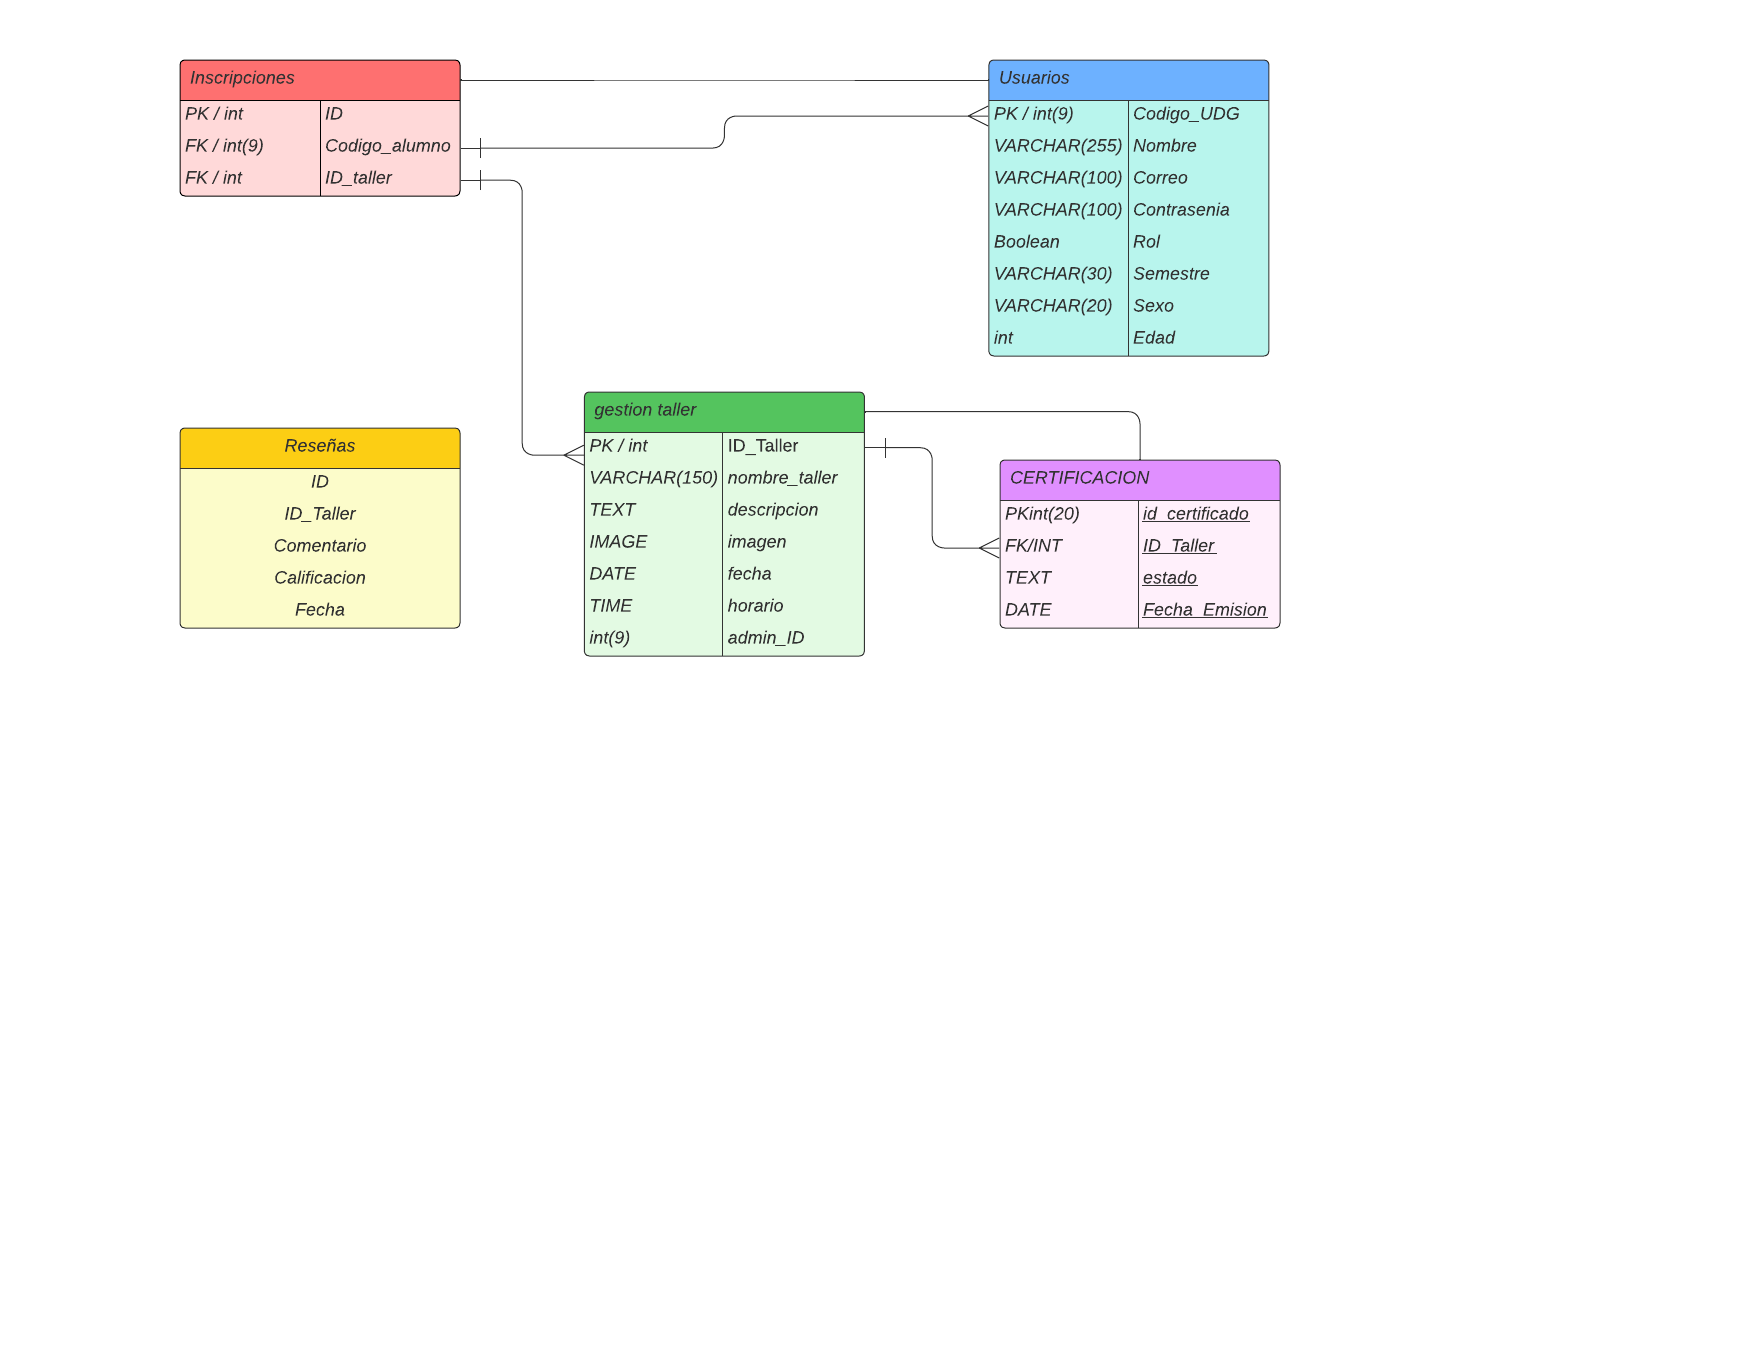 Inscripciones
PK / int ID
FK / int(9) Codigo_alumno
FK / int ID_taller
Usuarios
PK / int(9) Codigo_UDG
VARCHAR(255) Nombre
VARCHAR(100) Correo
VARCHAR(100) Contrasenia
Boolean Rol
VARCHAR(30) Semestre
VARCHAR(20) Sexo
int Edad
Reseñas
ID
ID_Taller
Comentario
Calificacion
Fecha
gestion taller
PK / int ID_Taller
VARCHAR(150) nombre_taller
TEXT descripcion
IMAGE imagen
DATE fecha
TIME horario
int(9) admin_ID
CERTIFICACION
PKint(20) id_certificado
FK/INT ID_Taller
TEXT estado
DATE Fecha_Emision